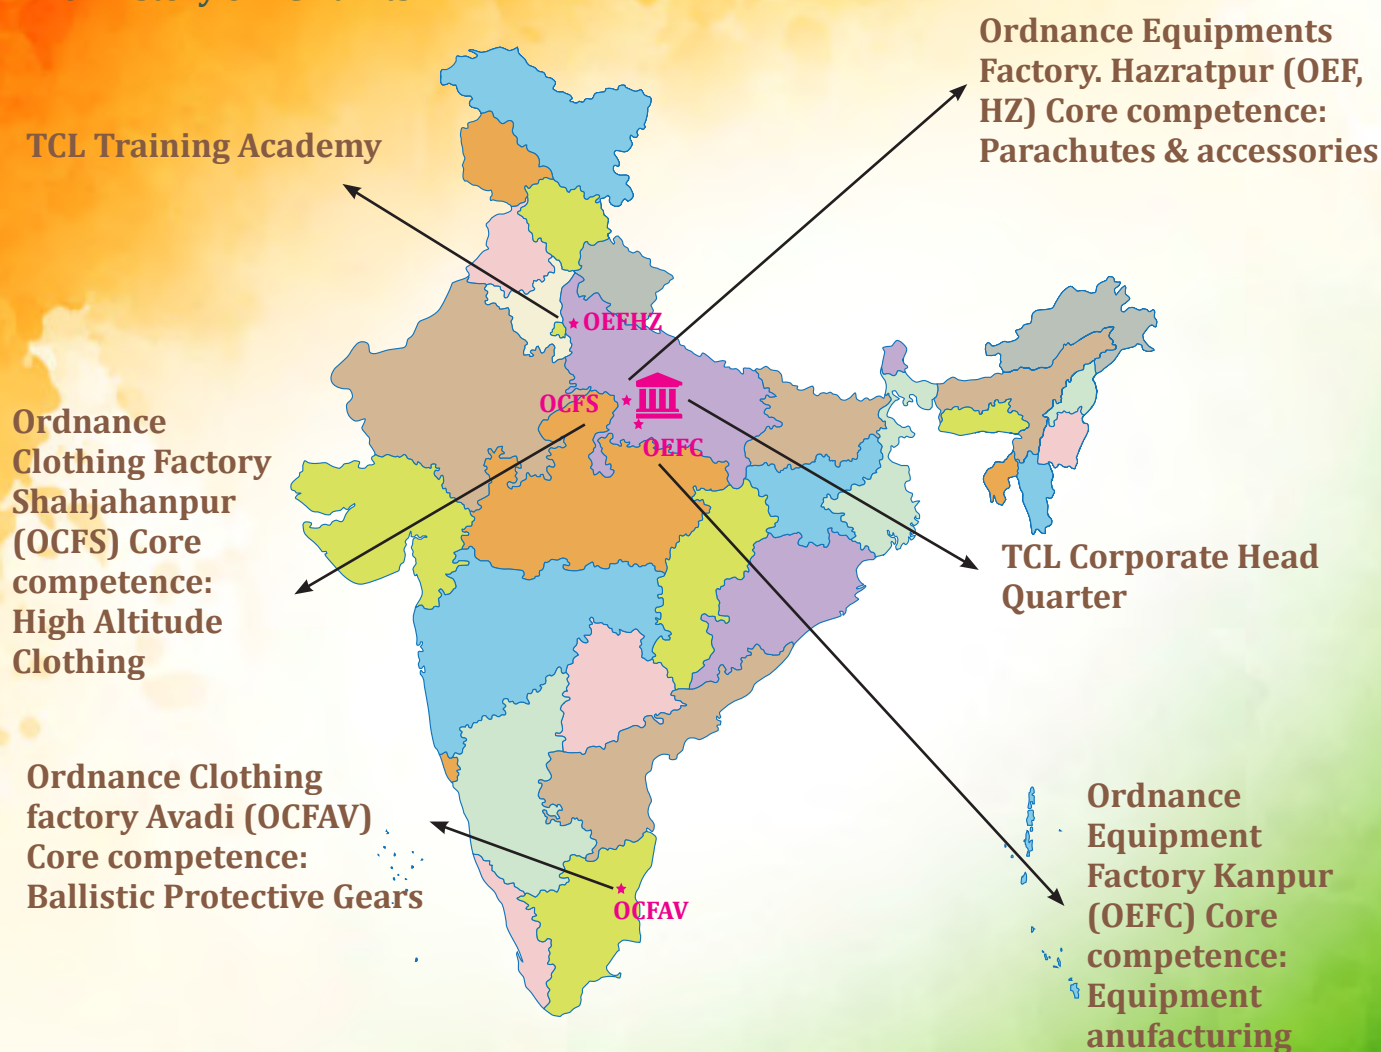 TCL Training Academy
Ordnance Equipments
Factory. Hazratpur (OEF,
HZ) Core competence:
Parachutes & accessories
OEFHZ
OCFS
OEFC
Ordnance
Clothing Factory
Shahjahanpur
(OCFS) Core
competence:
High Altitude
Clothing
TCL Corporate Head
Quarter
Ordnance Clothing
factory Avadi (OCFAV)
Core competence:
Ballistic Protective Gears
OCFAV
Ordnance
Equipment
Factory Kanpur
(OEFC) Core
competence:
Equipment
anufacturing